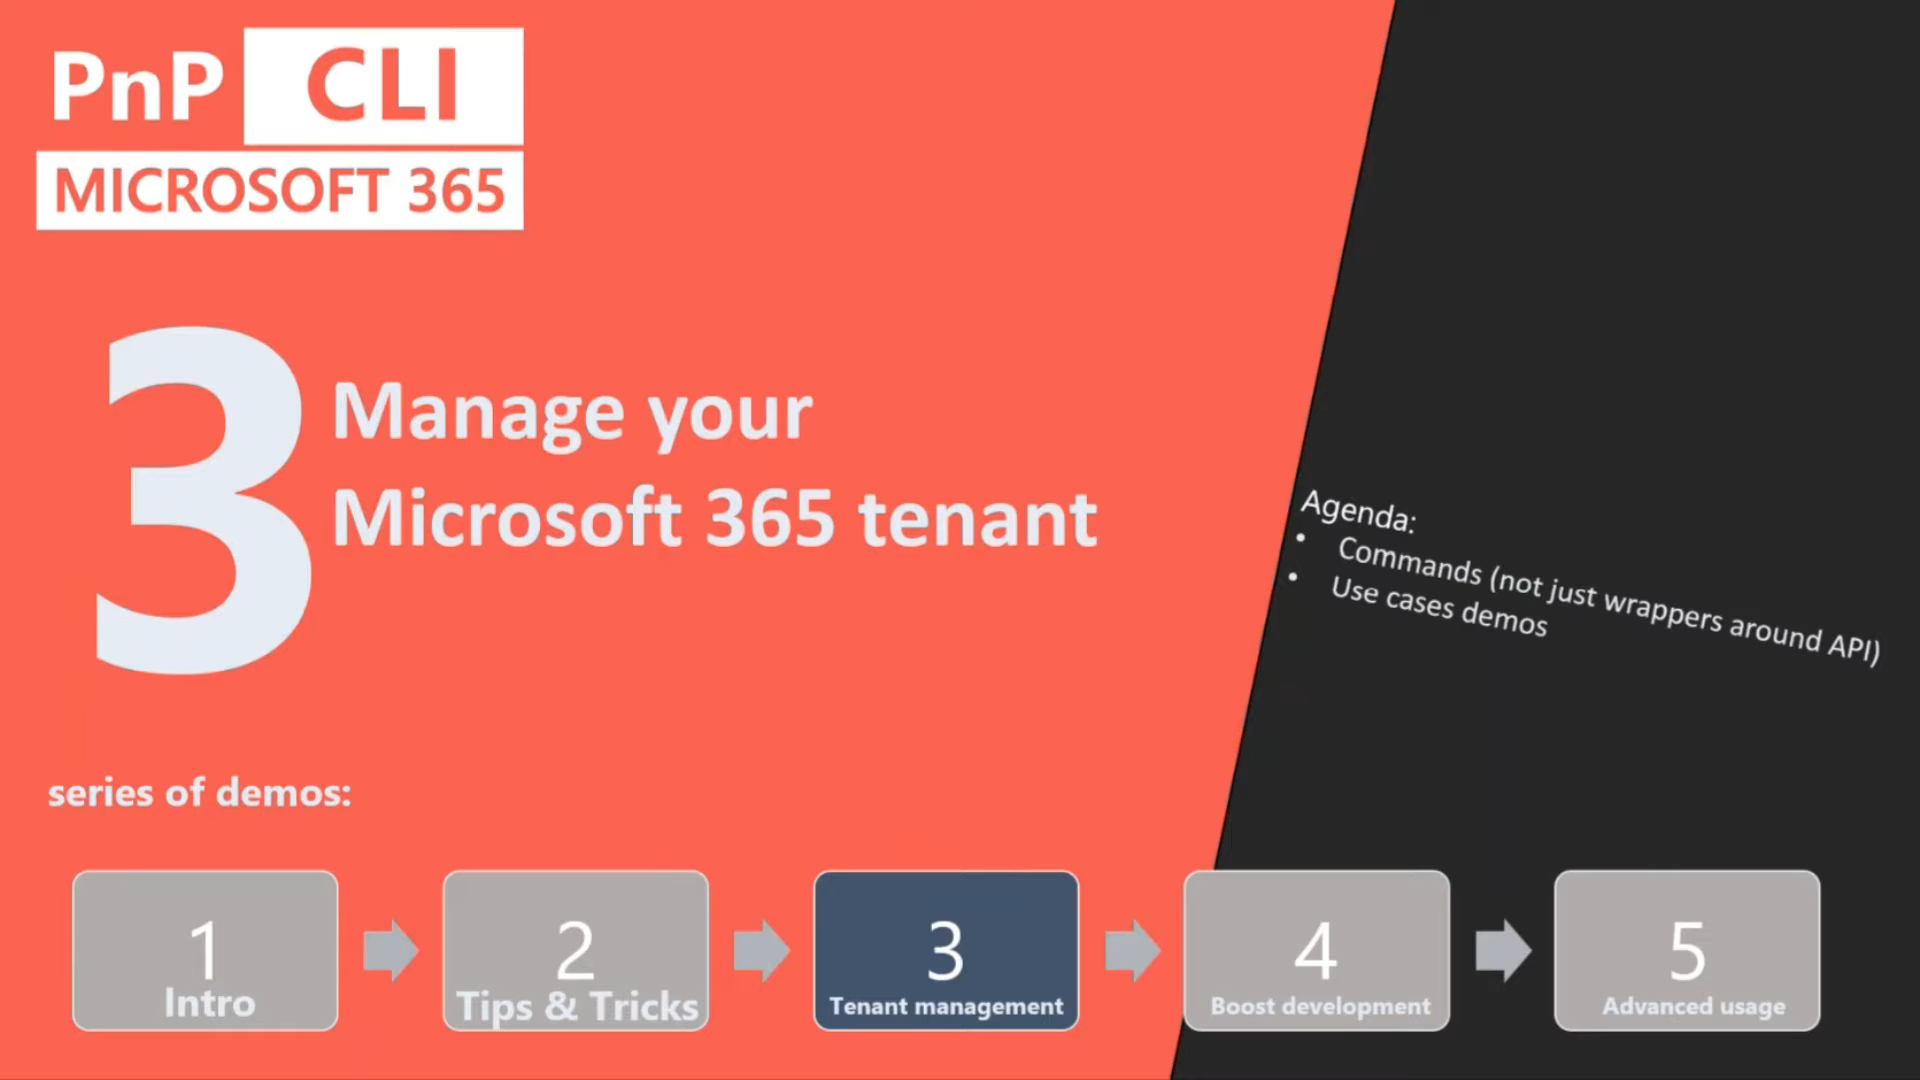 PnP CLI
MICROSOFT 365
3
Manage your
Microsoft 365 tenant
Agenda:
• Commands (not just wrappers around API)
• Use cases demos
series of demos:
1
Intro
2
Tips & Tricks
3
Tenant management
4
Boost development
5
Advanced usage